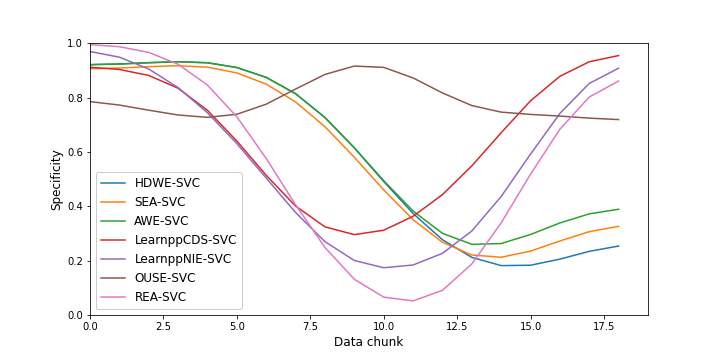 1.0
0.8
0.6
0.4
0.2
0.0
Specificity
HDWE-SVC
SEA-SVC
AWE-SVC
LearnppCDS-SVC
LearnppNIE-SVC
OUSE-SVC
REA-SVC
0.0 2.5 5.0 7.5 10.0 12.5 15.0 17.5
Data chunk